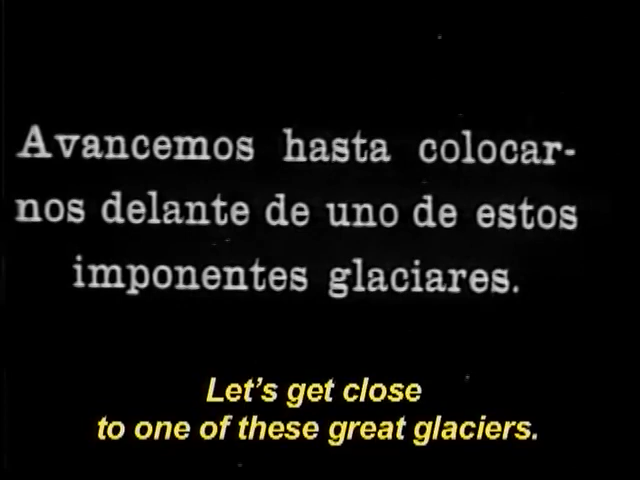 Avancemos hasta colocar-
nos delante de uno de estos
imponentes glaciares.
Let's get close
to one of these great glaciers.